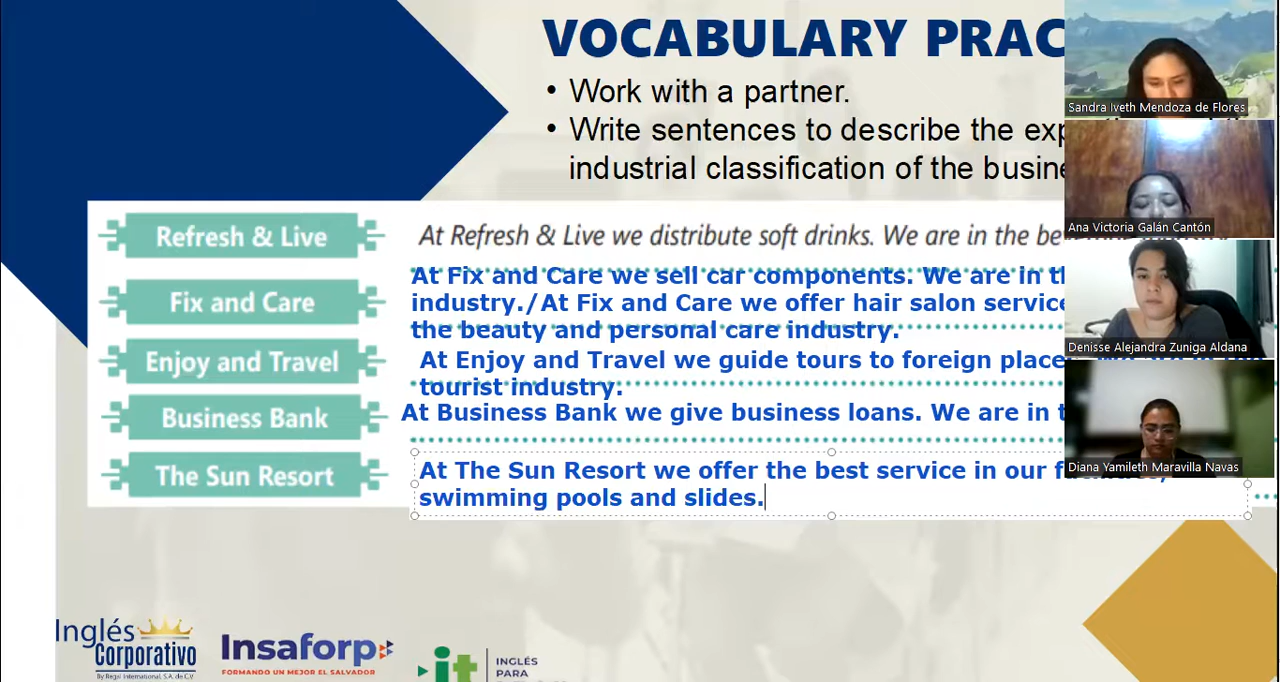 VOCABULARY PRAC
• Work with a partner.
• Write sentences to describe the
industrial classification of the
Refresh & Live
At Refresh & Live we distribute soft drinks. We are in the
Fix and Care
At Fix and Care we sell car components. We are in
industry./At Fix and Care we offer hair salon
the beauty and personal care industry.
Enjoy and Travel
At Enjoy and Travel we guide tours to foreign
tourist industry.
Business Bank
At Business Bank we give business loans. We are in
The Sun Resort
At The Sun Resort we offer the best service in our
swimming pools and slides.
Sandra Iveth Mendoza de Flores
Ana Victoria Galán Cantón
Denisse Alejandra Zuniga Aldana
Diana Yamileth Maravilla Navas
Inglés
Corporativo
By Regal International, S.A. de C.V.
Insaforp
FORMANDO UN MEJOR EL SALVADOR
it
INGLÉS
PARA